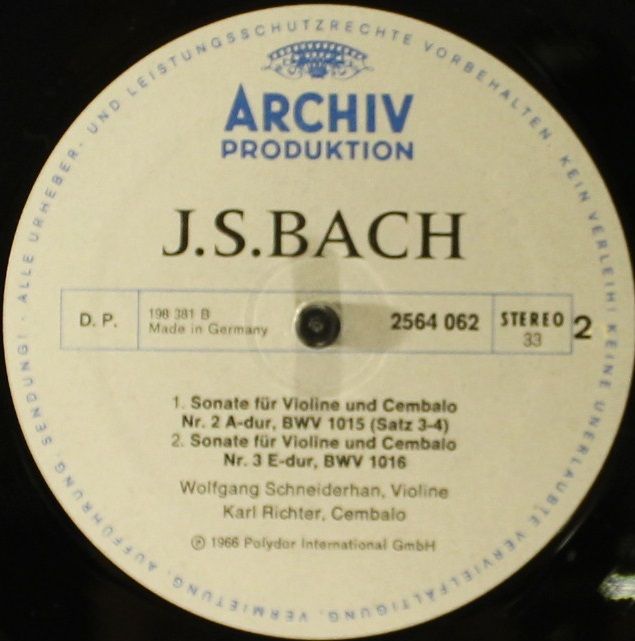 ALLE URHEBER- UND LEISTUNGSSCHUTZRECHTE VORBEHALTEN. KEIN VERLEIH! KEINE UNERLAUBTE VERVIELFÄLTIGUNG, VERMIETUNG, AUFFÜHRUNG, SENDUNG! -
ARCHIV
PRODUKTION
J.S.BACH
D. P.
198 381 B
Made in Germany
2564 062
STEREO
33
2
1. Sonate für Violine und Cembalo
Nr. 2 A-dur, BWV 1015 (Satz 3-4)
2. Sonate für Violine und Cembalo
Nr. 3 E-dur, BWV 1016
Wolfgang Schneiderhan, Violine
Karl Richter, Cembalo
℗ 1966 Polydor International GmbH